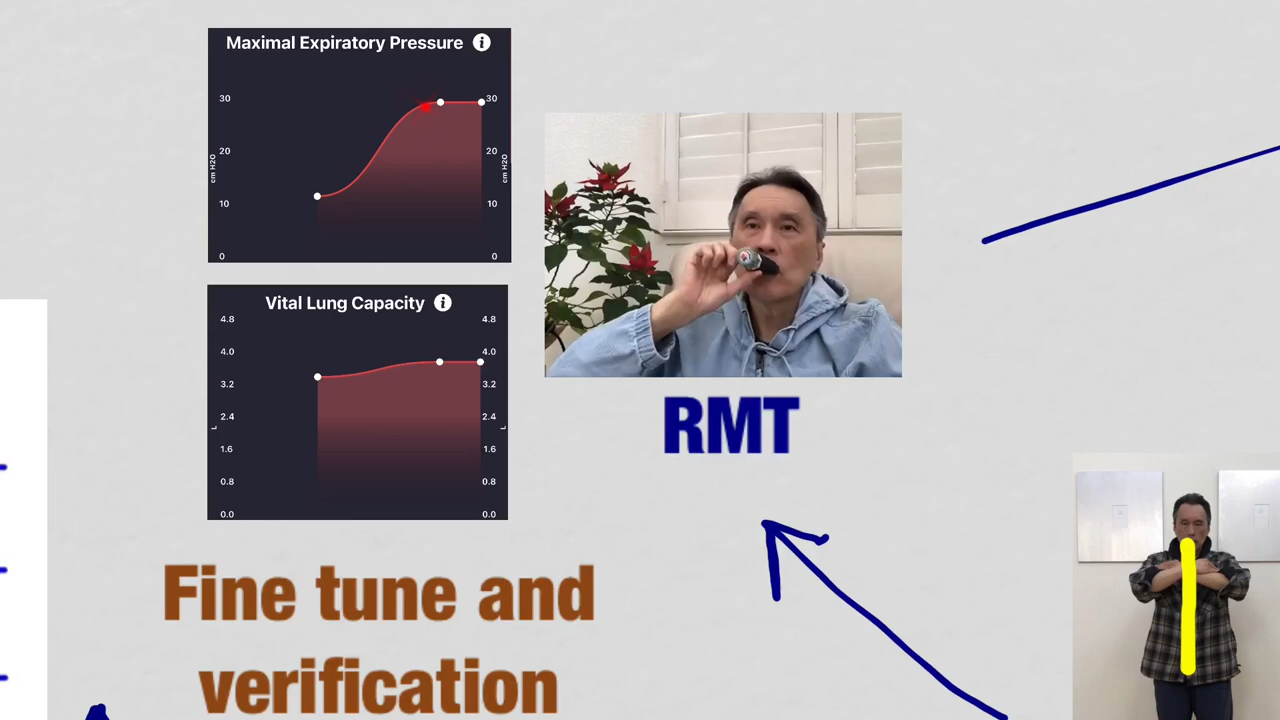 Maximal Expiratory Pressure i
30 30
20 20
cm H2O cm H2O
10 10
0 0
Vital Lung Capacity i
4.8 4.8
4.0 4.0
3.2 3.2
2.4 2.4
L L
1.6 1.6
0.8 0.8
0.0 0.0
RMT
Fine tune and
verification